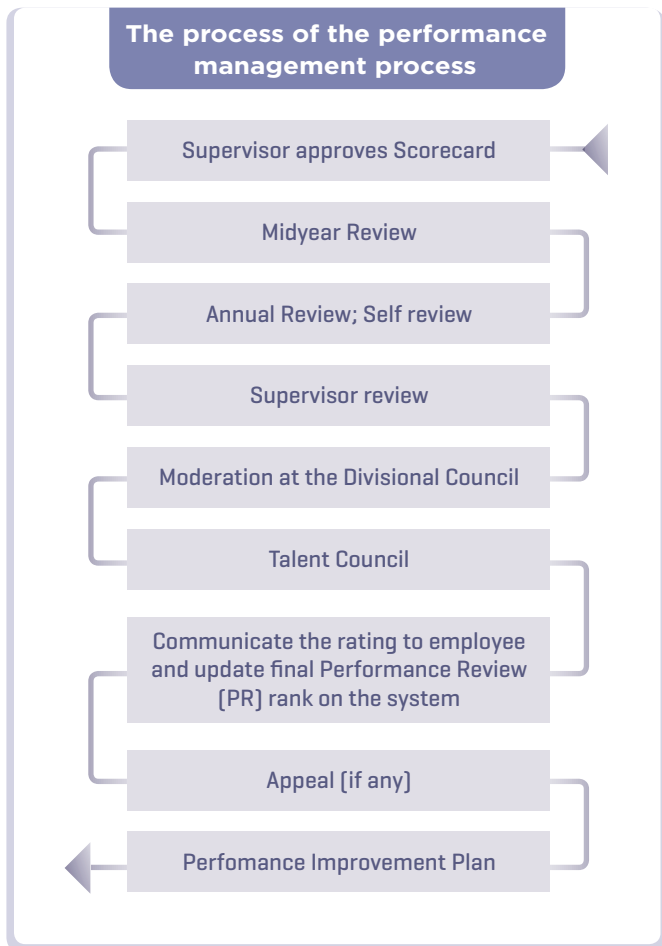 The process of the performance
management process
Supervisor approves Scorecard
Midyear Review
Annual Review; Self review
Supervisor review
Moderation at the Divisional Council
Talent Council
Communicate the rating to employee
and update final Performance Review
(PR) rank on the system
Appeal (if any)
Perfomance Improvement Plan